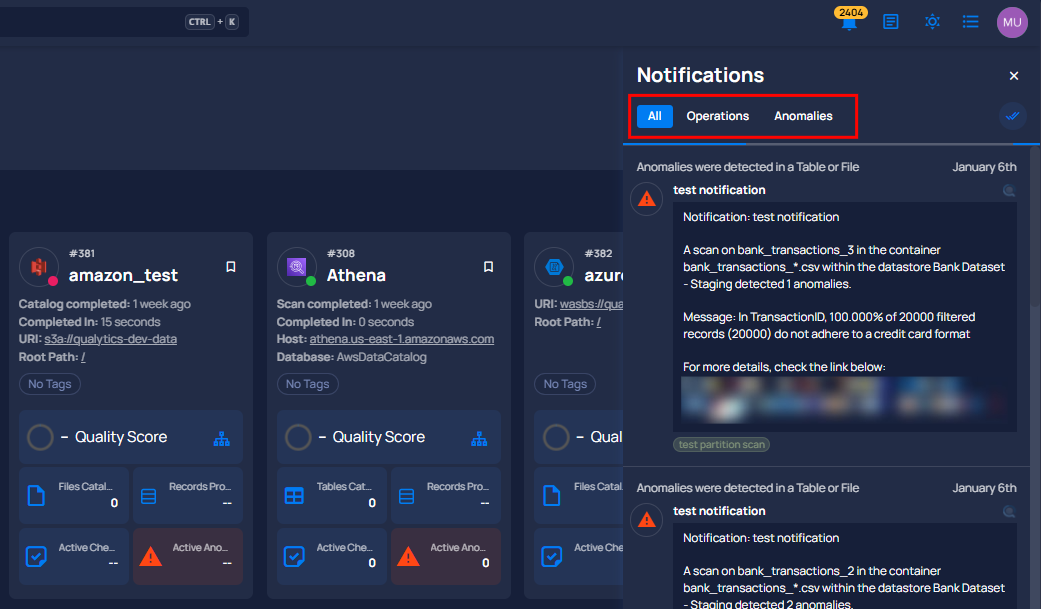 CTRL + K
2404
MU
Notifications
All Operations Anomalies
Anomalies were detected in a Table or File January 6th
test notification
Notification: test notification
A scan on bank_transactions_3 in the container
bank_transactions_*.csv within the datastore Bank Dataset
- Staging detected 1 anomalies.
Message: In TransactionID, 100.000% of 20000 filtered
records (20000) do not adhere to a credit card format
For more details, check the link below:
test partition scan
Anomalies were detected in a Table or File January 6th
test notification
Notification: test notification
A scan on bank_transactions_2 in the container
bank_transactions_*.csv within the datastore Bank Dataset
- Staging detected 2 anomalies.
#381
amazon_test
Catalog completed: 1 week ago
Completed In: 15 seconds
URI: s3a://qualytics-dev-data
Root Path: /
No Tags
– Quality Score
Files Catal... Records Pro...
0 --
Active Che... Active Ano...
-- --
#308
Athena
Scan completed: 1 week ago
Completed In: 0 seconds
Host: athena.us-east-1.amazonaws.com
Database: AwsDataCatalog
No Tags
– Quality Score
Tables Cat... Records Pro...
0 --
Active Che... Active Ano...
0 0
#382
azure
URI: wasbs://qua
Root Path: /
No Tags
– Qual
Files Catal
Active Che